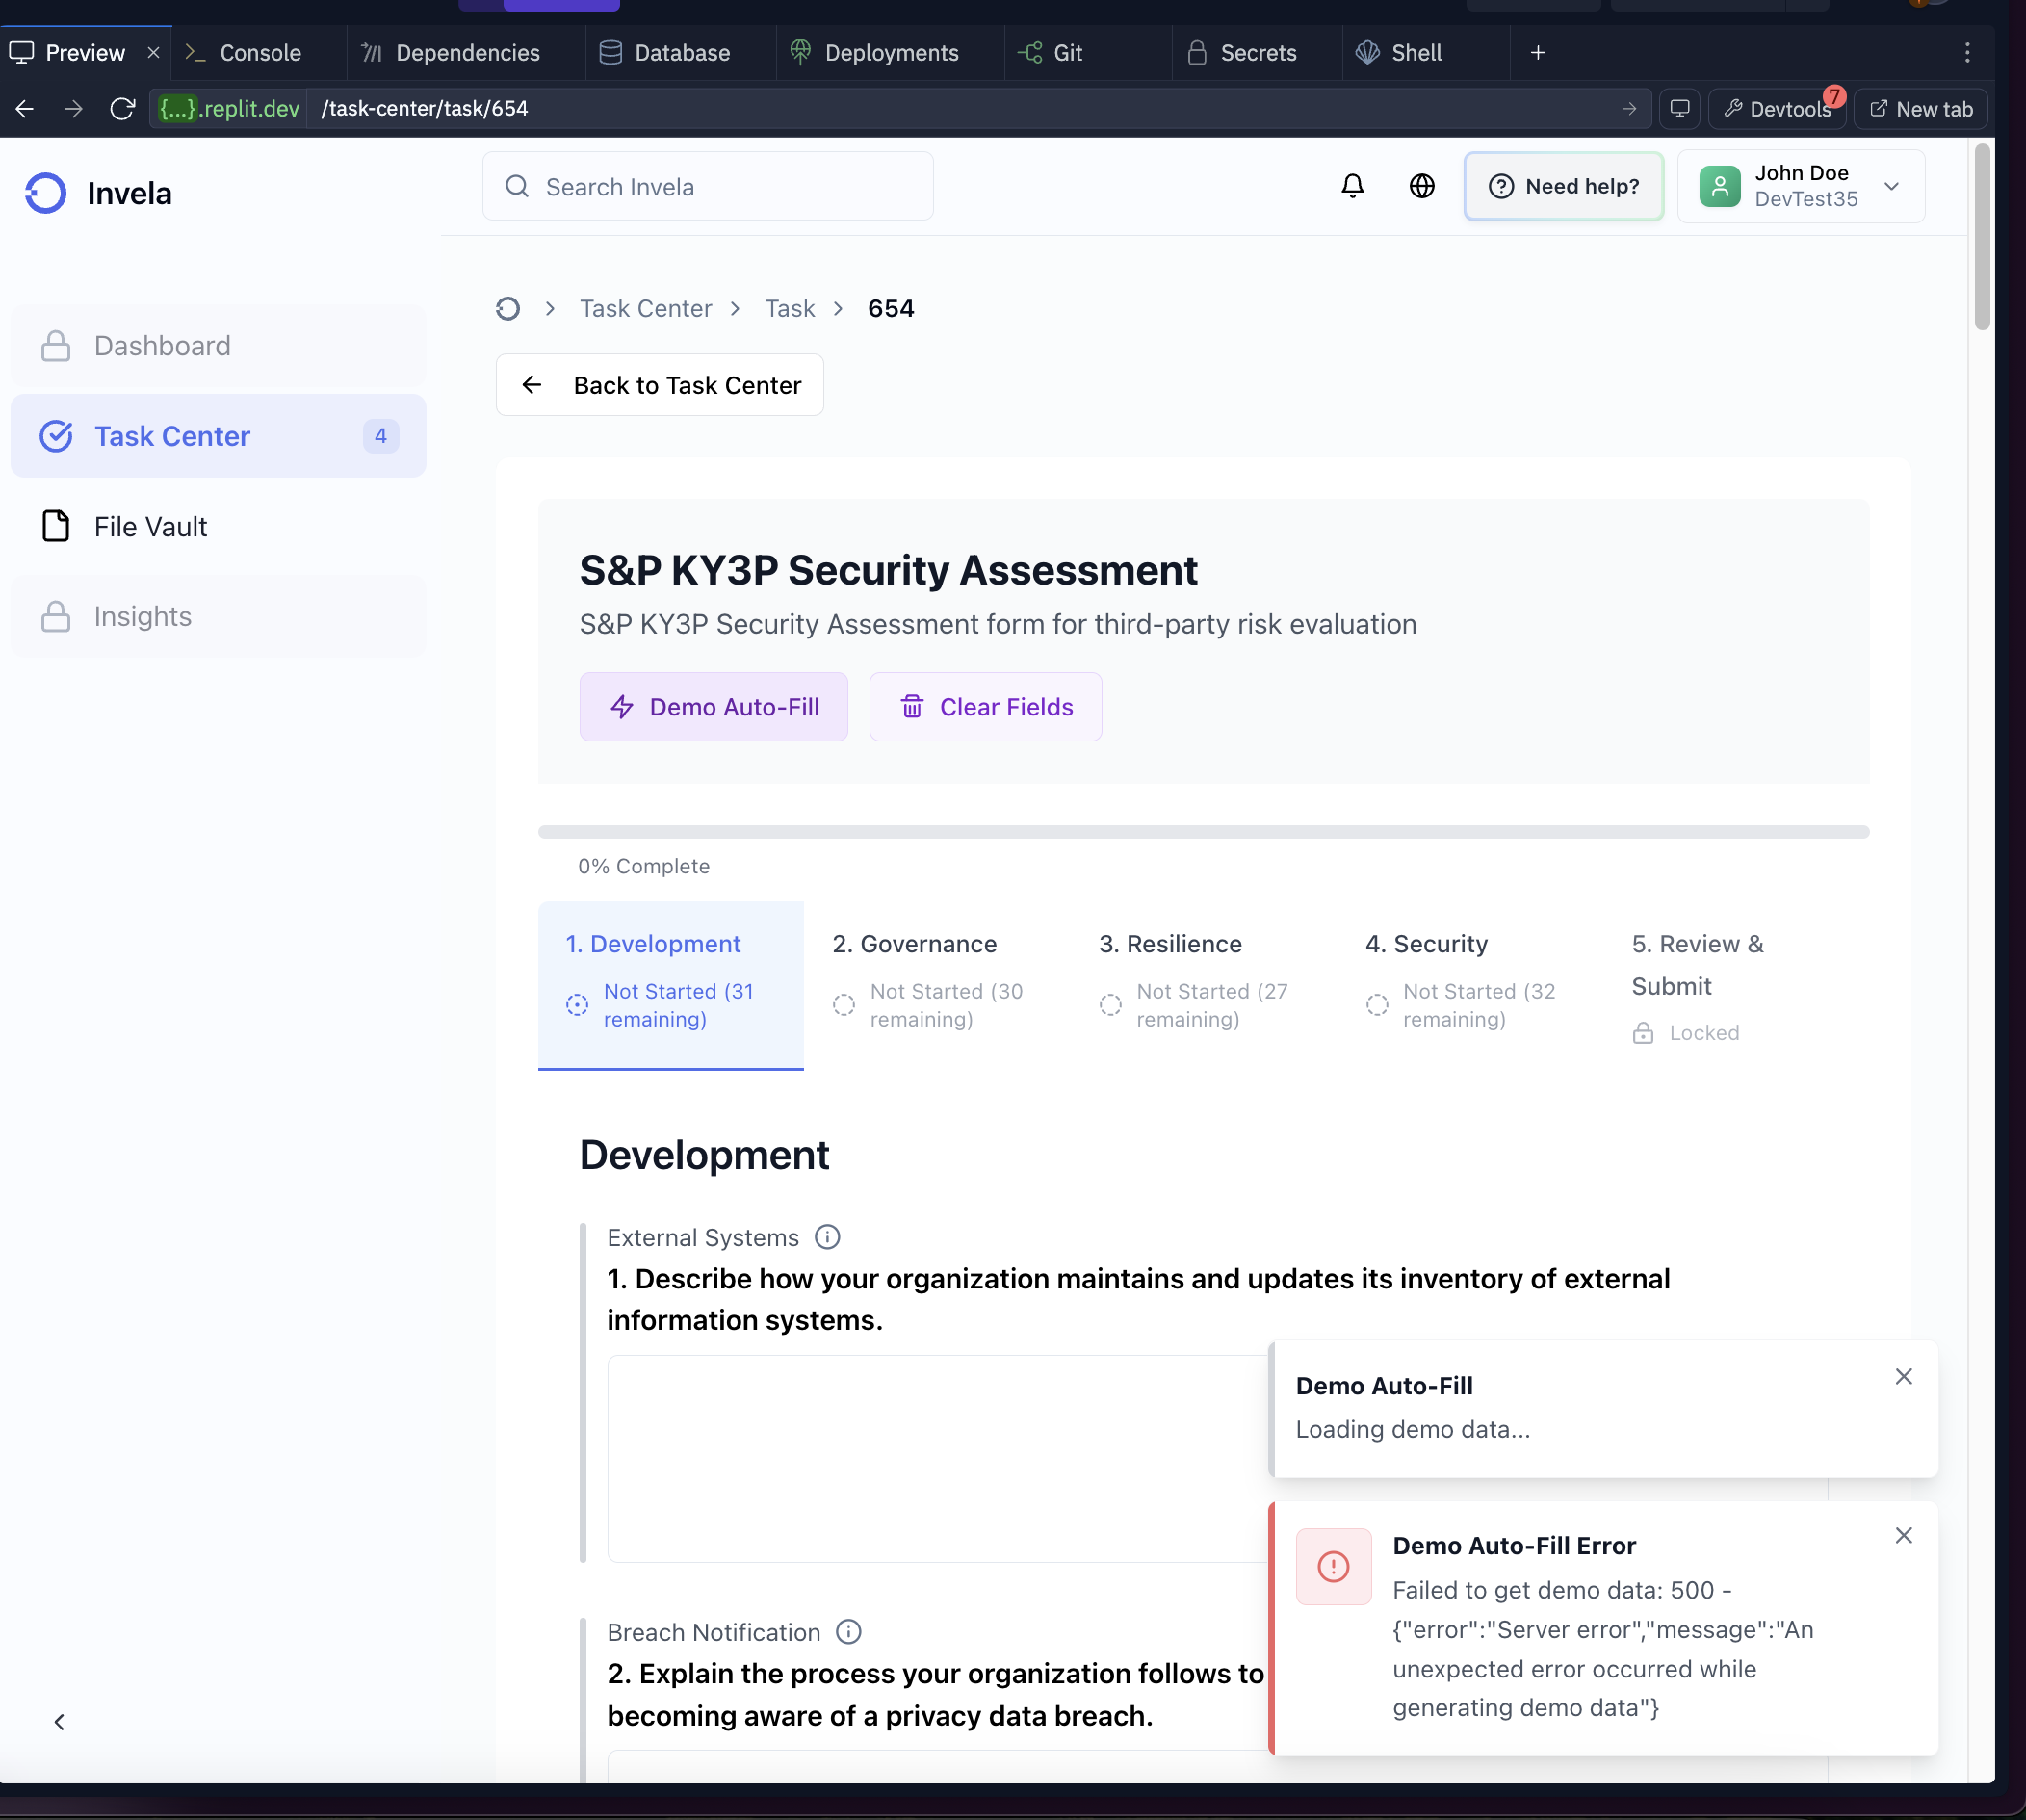 Preview
Console
Dependencies
Database
Deployments
Git
Secrets
Shell
{...}.replit.dev
/task-center/task/654
Devtools
7
New tab
Invela
Search Invela
Need help?
John Doe
DevTest35
Dashboard
Task Center
4
File Vault
Insights
Task Center
Task
654
Back to Task Center
S&P KY3P Security Assessment
S&P KY3P Security Assessment form for third-party risk evaluation
Demo Auto-Fill
Clear Fields
0% Complete
1. Development
Not Started (31
remaining)
2. Governance
Not Started (30
remaining)
3. Resilience
Not Started (27
remaining)
4. Security
Not Started (32
remaining)
5. Review &
Submit
Locked
Development
External Systems
1. Describe how your organization maintains and updates its inventory of external
information systems.
Breach Notification
2. Explain the process your organization follows to
becoming aware of a privacy data breach.
Demo Auto-Fill
Loading demo data...
Demo Auto-Fill Error
Failed to get demo data: 500 -
{"error":"Server error","message":"An
unexpected error occurred while
generating demo data"}